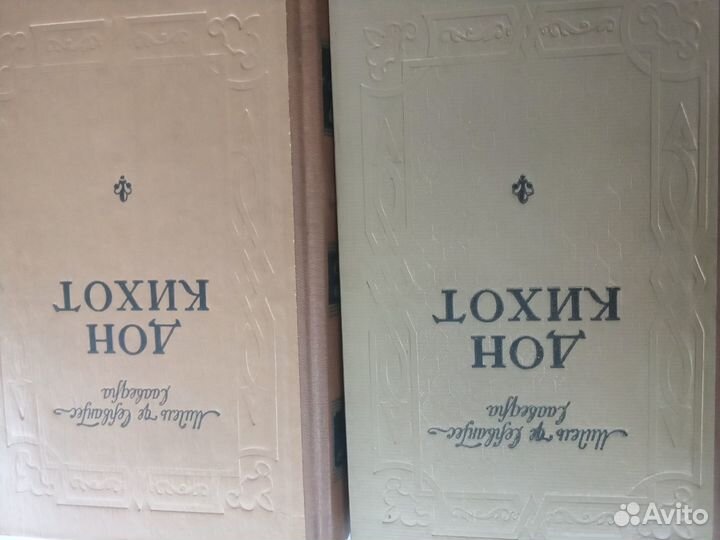 Мигель де Сервантес
Сааведра
ДОН
КИХОТ
Мигель де Сервантес
Сааведра
ДОН
КИХОТ
Avito